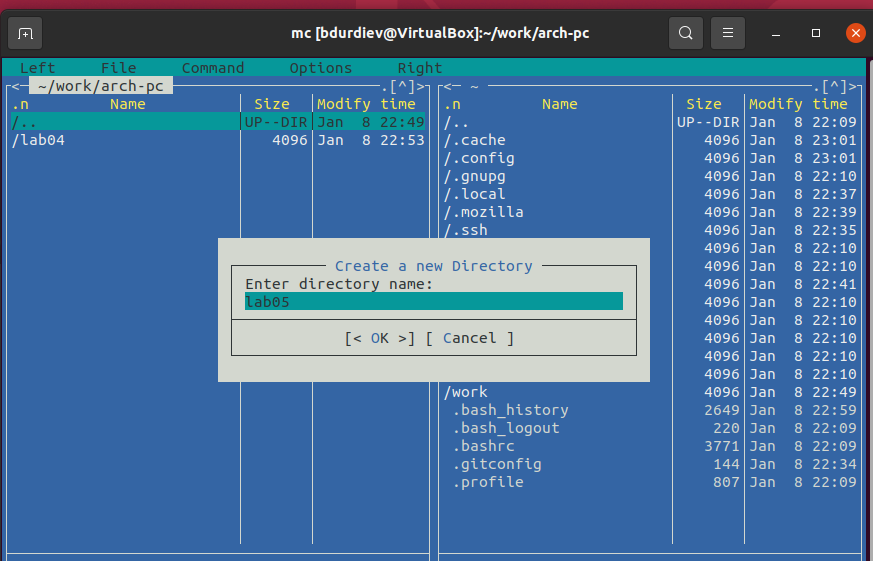 mc [bdurdiev@VirtualBox]:~/work/arch-pc
Left File Command Options Right
<─ ~/work/arch-pc .[^]>
.n Name Size Modify time
/.. UP--DIR Jan 8 22:49
/lab04 4096 Jan 8 22:53
<─ ~ .[^]>
.n Name Size Modify time
/.. UP--DIR Jan 8 22:09
/.cache 4096 Jan 8 23:01
/.config 4096 Jan 8 23:01
/.gnupg 4096 Jan 8 22:10
/.local 4096 Jan 8 22:37
/.mozilla 4096 Jan 8 22:39
/.ssh 4096 Jan 8 22:35
4096 Jan 8 22:10
4096 Jan 8 22:10
4096 Jan 8 22:41
4096 Jan 8 22:10
4096 Jan 8 22:10
4096 Jan 8 22:10
4096 Jan 8 22:10
4096 Jan 8 22:10
/work 4096 Jan 8 22:49
.bash_history 2649 Jan 8 22:59
.bash_logout 220 Jan 8 22:09
.bashrc 3771 Jan 8 22:09
.gitconfig 144 Jan 8 22:34
.profile 807 Jan 8 22:09
Create a new Directory
Enter directory name:
lab05
[< OK >] [ Cancel ]